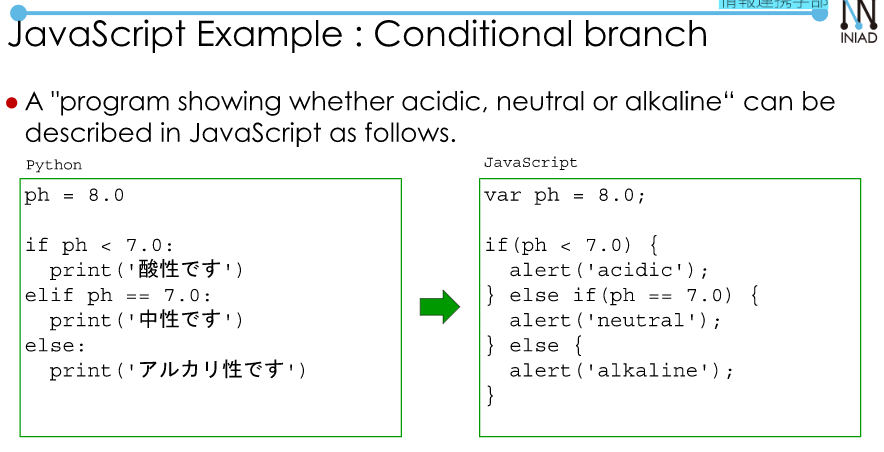 情報連携学部
JavaScript Example : Conditional branch
INIAD
● A "program showing whether acidic, neutral or alkaline“ can be
described in JavaScript as follows.
Python
ph = 8.0
if ph < 7.0:
  print('酸性です')
elif ph == 7.0:
  print('中性です')
else:
  print('アルカリ性です')
JavaScript
var ph = 8.0;
if(ph < 7.0) {
  alert('acidic');
} else if(ph == 7.0) {
  alert('neutral');
} else {
  alert('alkaline');
}